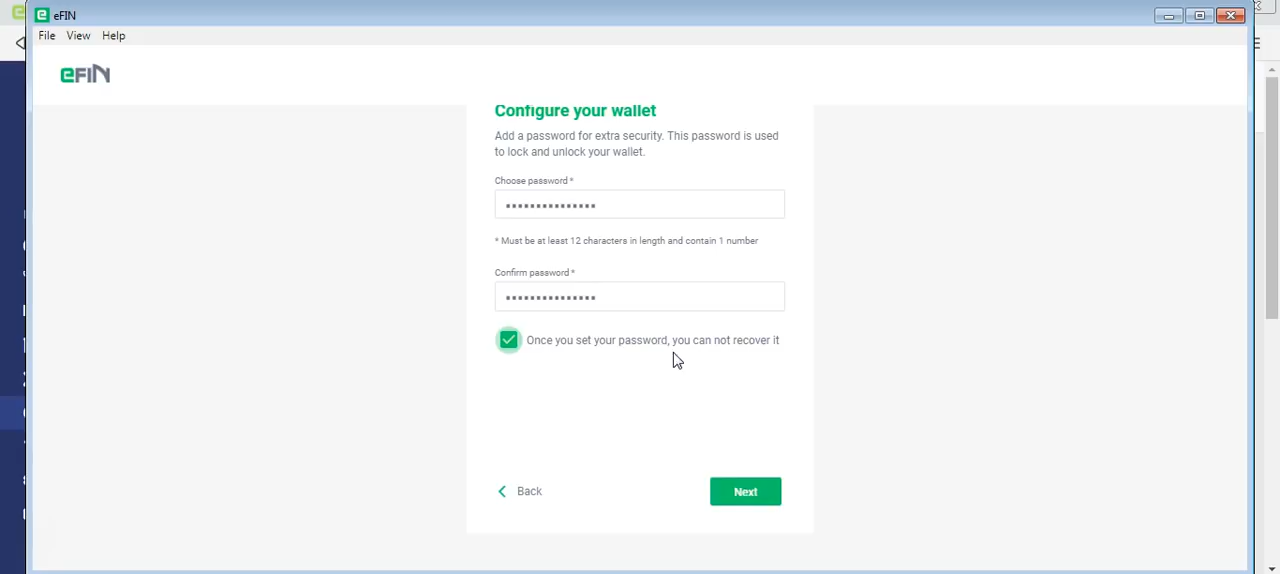 eFIN
File View Help
eFIN
Configure your wallet
Add a password for extra security. This password is used
to lock and unlock your wallet.
Choose password *
* Must be at least 12 characters in length and contain 1 number
Confirm password *
Once you set your password, you can not recover it
Back
Next